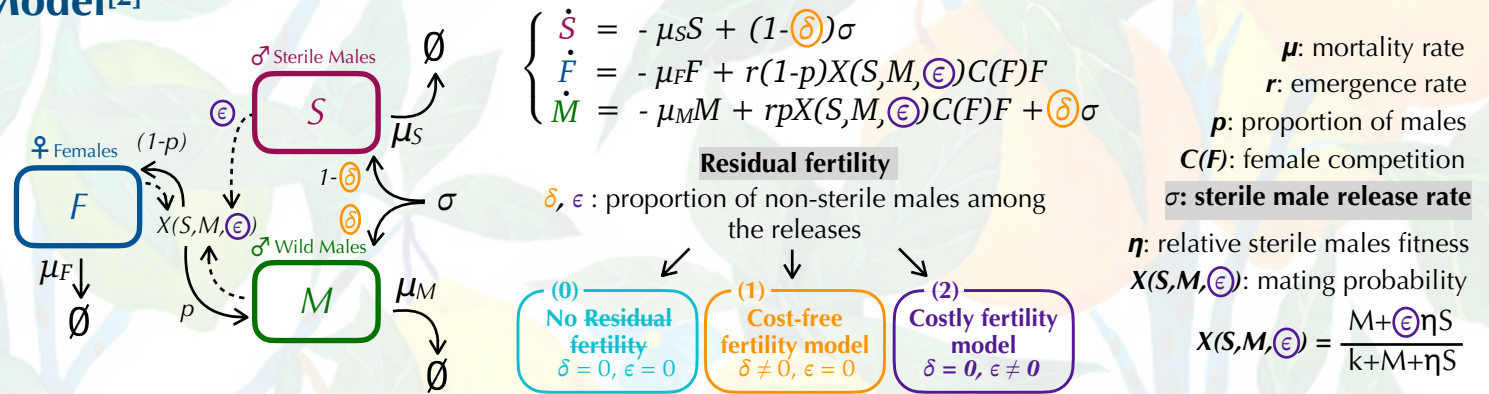 Model[2]
♂ Sterile Males
S
∅
μS
ϵ
♀ Females
(1-p)
F
X(S,M,ϵ)
1-δ
δ
σ
♂ Wild Males
M
μF
∅
p
μM
∅
Ṡ = - μSS + (1-δ)σ
Ḟ = - μFF + r(1-p)X(S,M,ϵ)C(F)F
Ṁ = - μMM + rpX(S,M,ϵ)C(F)F + δσ
Residual fertility
δ, ϵ : proportion of non-sterile males among
the releases
(0)
No Residual
fertility
δ = 0, ϵ = 0
(1)
Cost-free
fertility model
δ ≠ 0, ϵ = 0
(2)
Costly fertility
model
δ = 0, ϵ ≠ 0
μ: mortality rate
r: emergence rate
p: proportion of males
C(F): female competition
σ: sterile male release rate
η: relative sterile males fitness
X(S,M,ϵ): mating probability
X(S,M,ϵ) = M+ϵηS
k+M+ηS